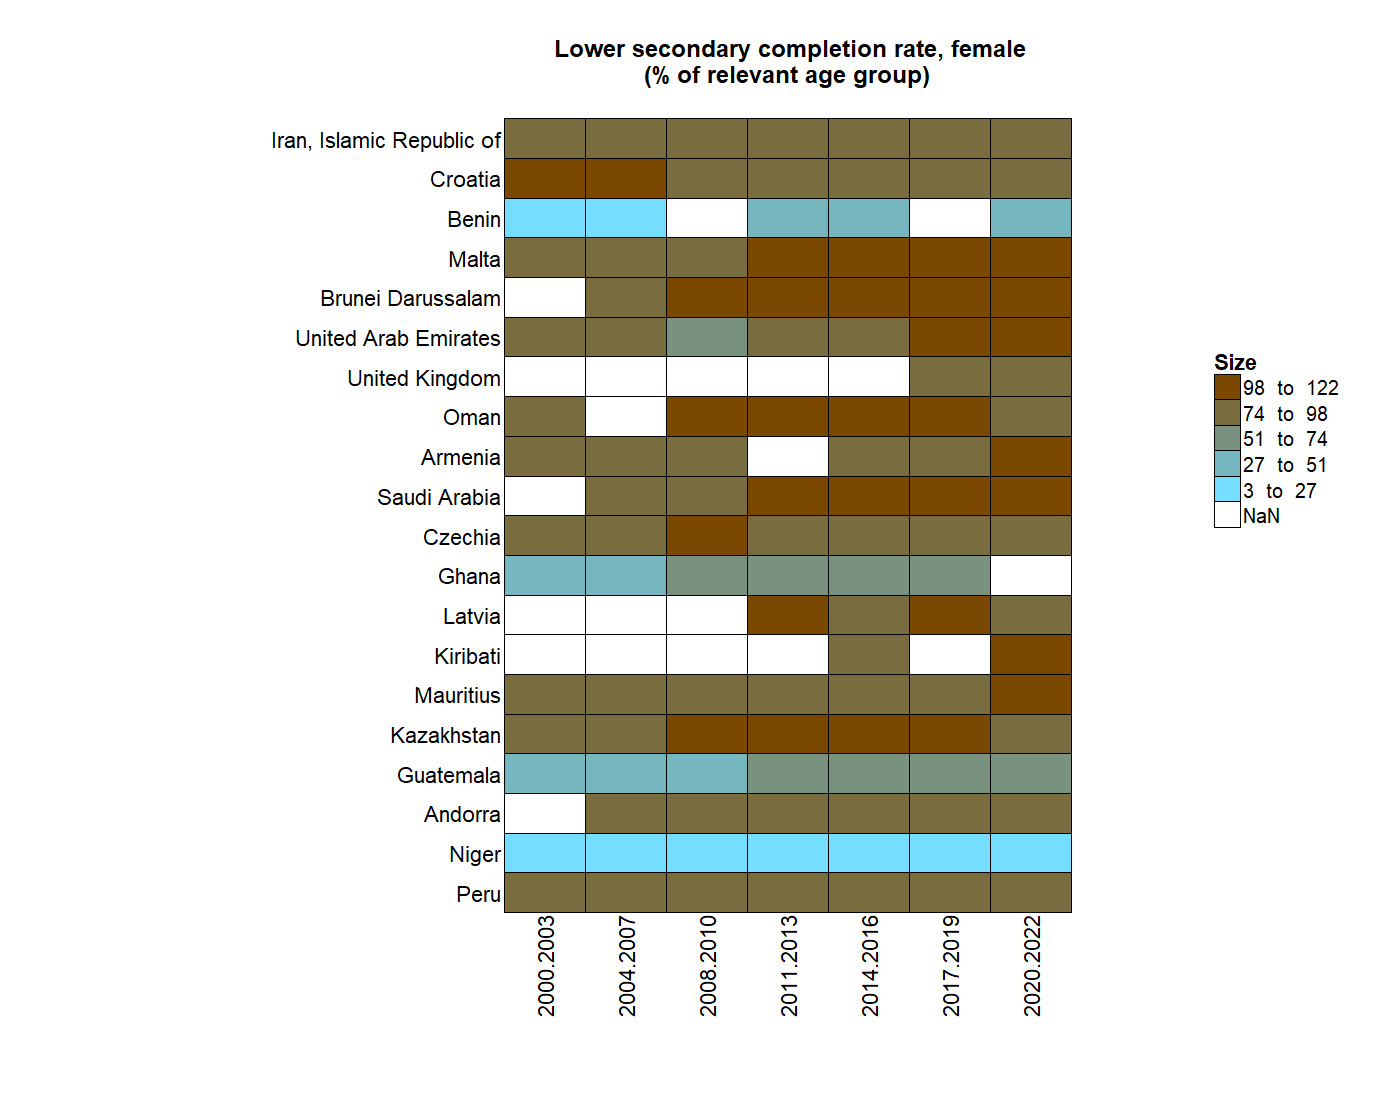 Lower secondary completion rate, female
(% of relevant age group)
Iran, Islamic Republic of
Croatia
Benin
Malta
Brunei Darussalam
United Arab Emirates
United Kingdom
Oman
Armenia
Saudi Arabia
Czechia
Ghana
Latvia
Kiribati
Mauritius
Kazakhstan
Guatemala
Andorra
Niger
Peru
2000.2003
2004.2007
2008.2010
2011.2013
2014.2016
2017.2019
2020.2022
Size
98 to 122
74 to 98
51 to 74
27 to 51
3 to 27
NaN